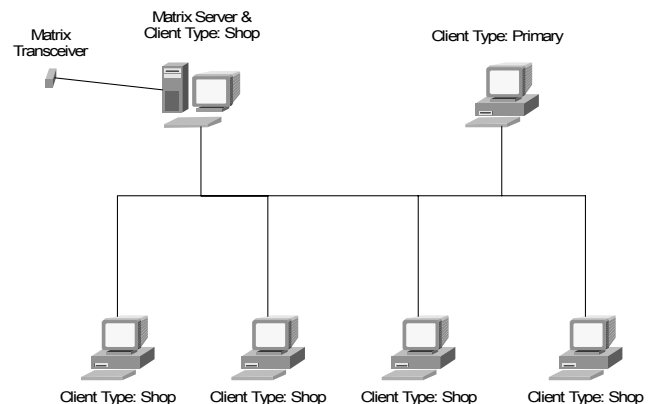 Matrix Server &
Client Type: Shop
Matrix
Transceiver
Client Type: Primary
Client Type: Shop
Client Type: Shop
Client Type: Shop
Client Type: Shop